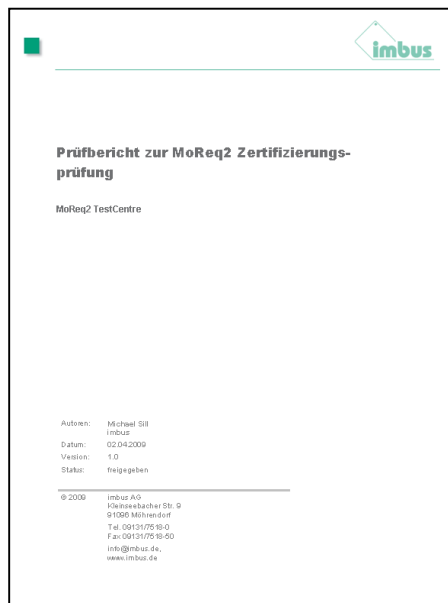 imbus
Prüfbericht zur MoReq2 Zertifizierungs-
prüfung
MoReq2 TestCentre
Autoren: Michael Sill
imbus
Datum: 02.04.2009
Version: 1.0
Status: freigegeben
© 2009 imbus AG
Kleinseebacher Str. 9
91096 Möhrendorf
Tel. 09131/7518-0
Fax 09131/7518-50
info@imbus.de,
www.imbus.de